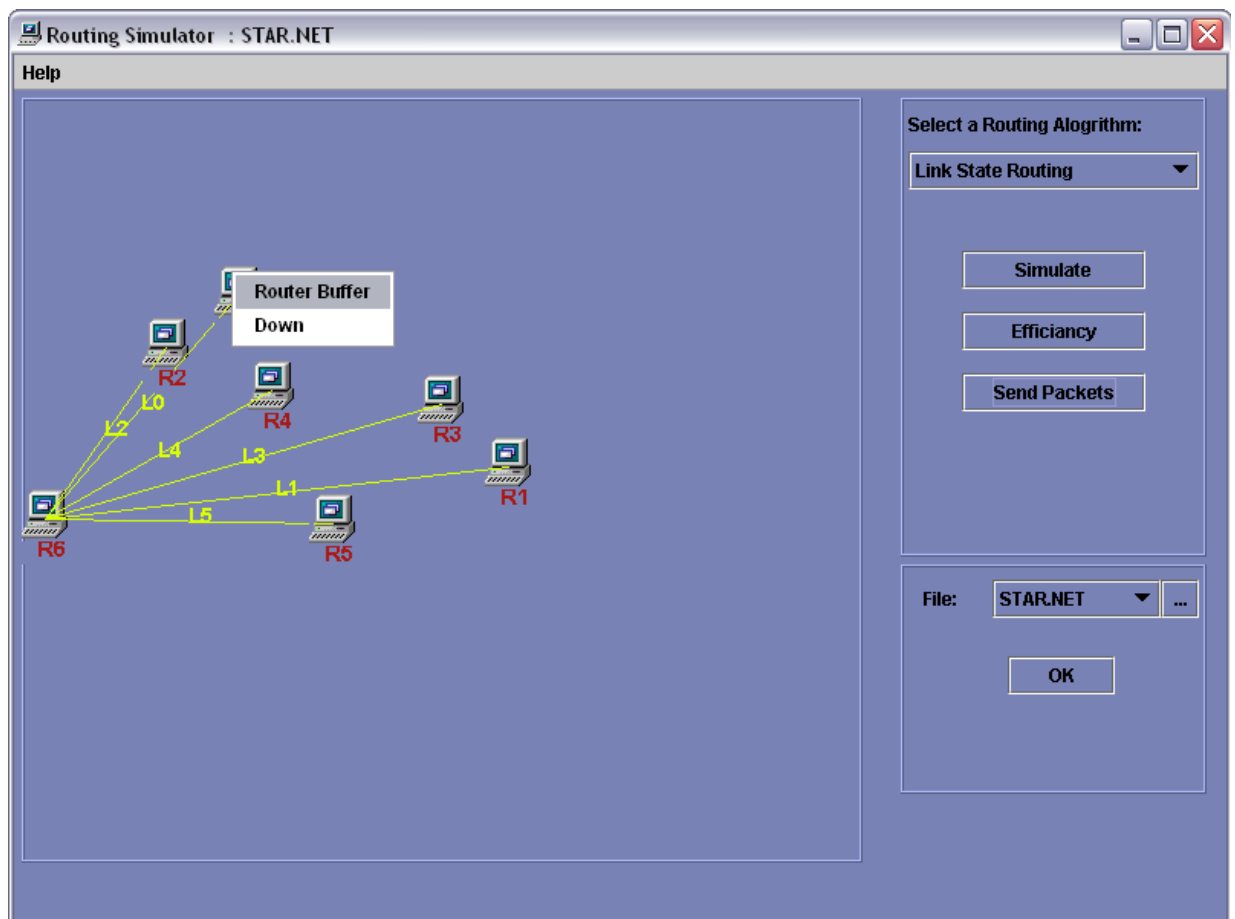 Routing Simulator : STAR.NET
Help
Select a Routing Alogrithm:
Link State Routing
Simulate
Efficiancy
Send Packets
Router Buffer
Down
R2
L0
L2
R4
L4
R3
L3
L1
R1
L5
R6
R5
File:
STAR.NET
...
OK